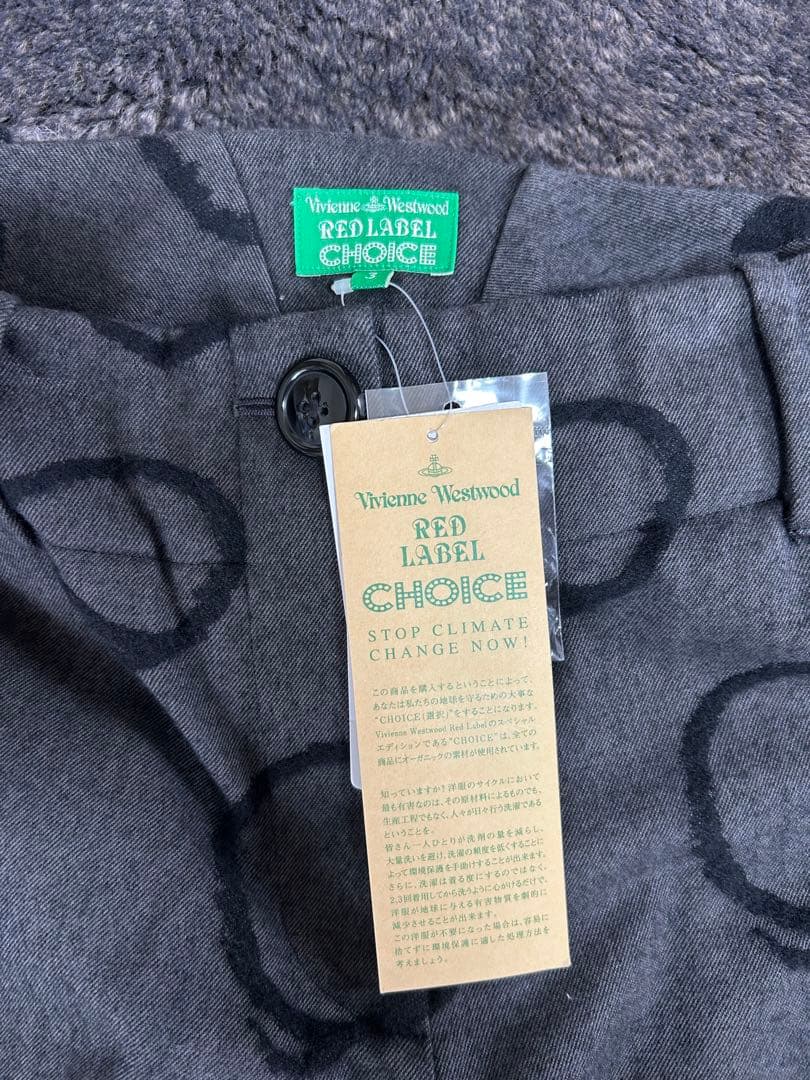 Vivienne Westwood
RED LABEL
CHOICE
3
Vivienne Westwood
RED
LABEL
CHOICE
STOP CLIMATE
CHANGE NOW!
この商品を購入するということによって、
あなたは私たちの地球を守るための大事な
"CHOICE(選択)"をすることになります。
Vivienne Westwood Red Labelのスペシャル
エディションである"CHOICE"は、全ての
商品にオーガニックの素材が使用されています。
知っていますか?洋服のサイクルにおいて
最も有害なのは、その原材料によるものでも、
生産工程でもなく、人々が日々行う洗濯である
ということを。
皆さん一人ひとりが洗剤の量を減らし、
大量洗いを避け、洗濯の頻度を低くすることに
よって環境保護を手助けすることが出来ます。
さらに、洗濯は着る度にするのではなく、
2,3回着用してから洗うように心がけるだけで、
洋服が地球に与える有害物質を劇的に
減少させることが出来ます。
この洋服が不要になった場合は、容易に
捨てずに環境保護に適した処理方法を
考えましょう。